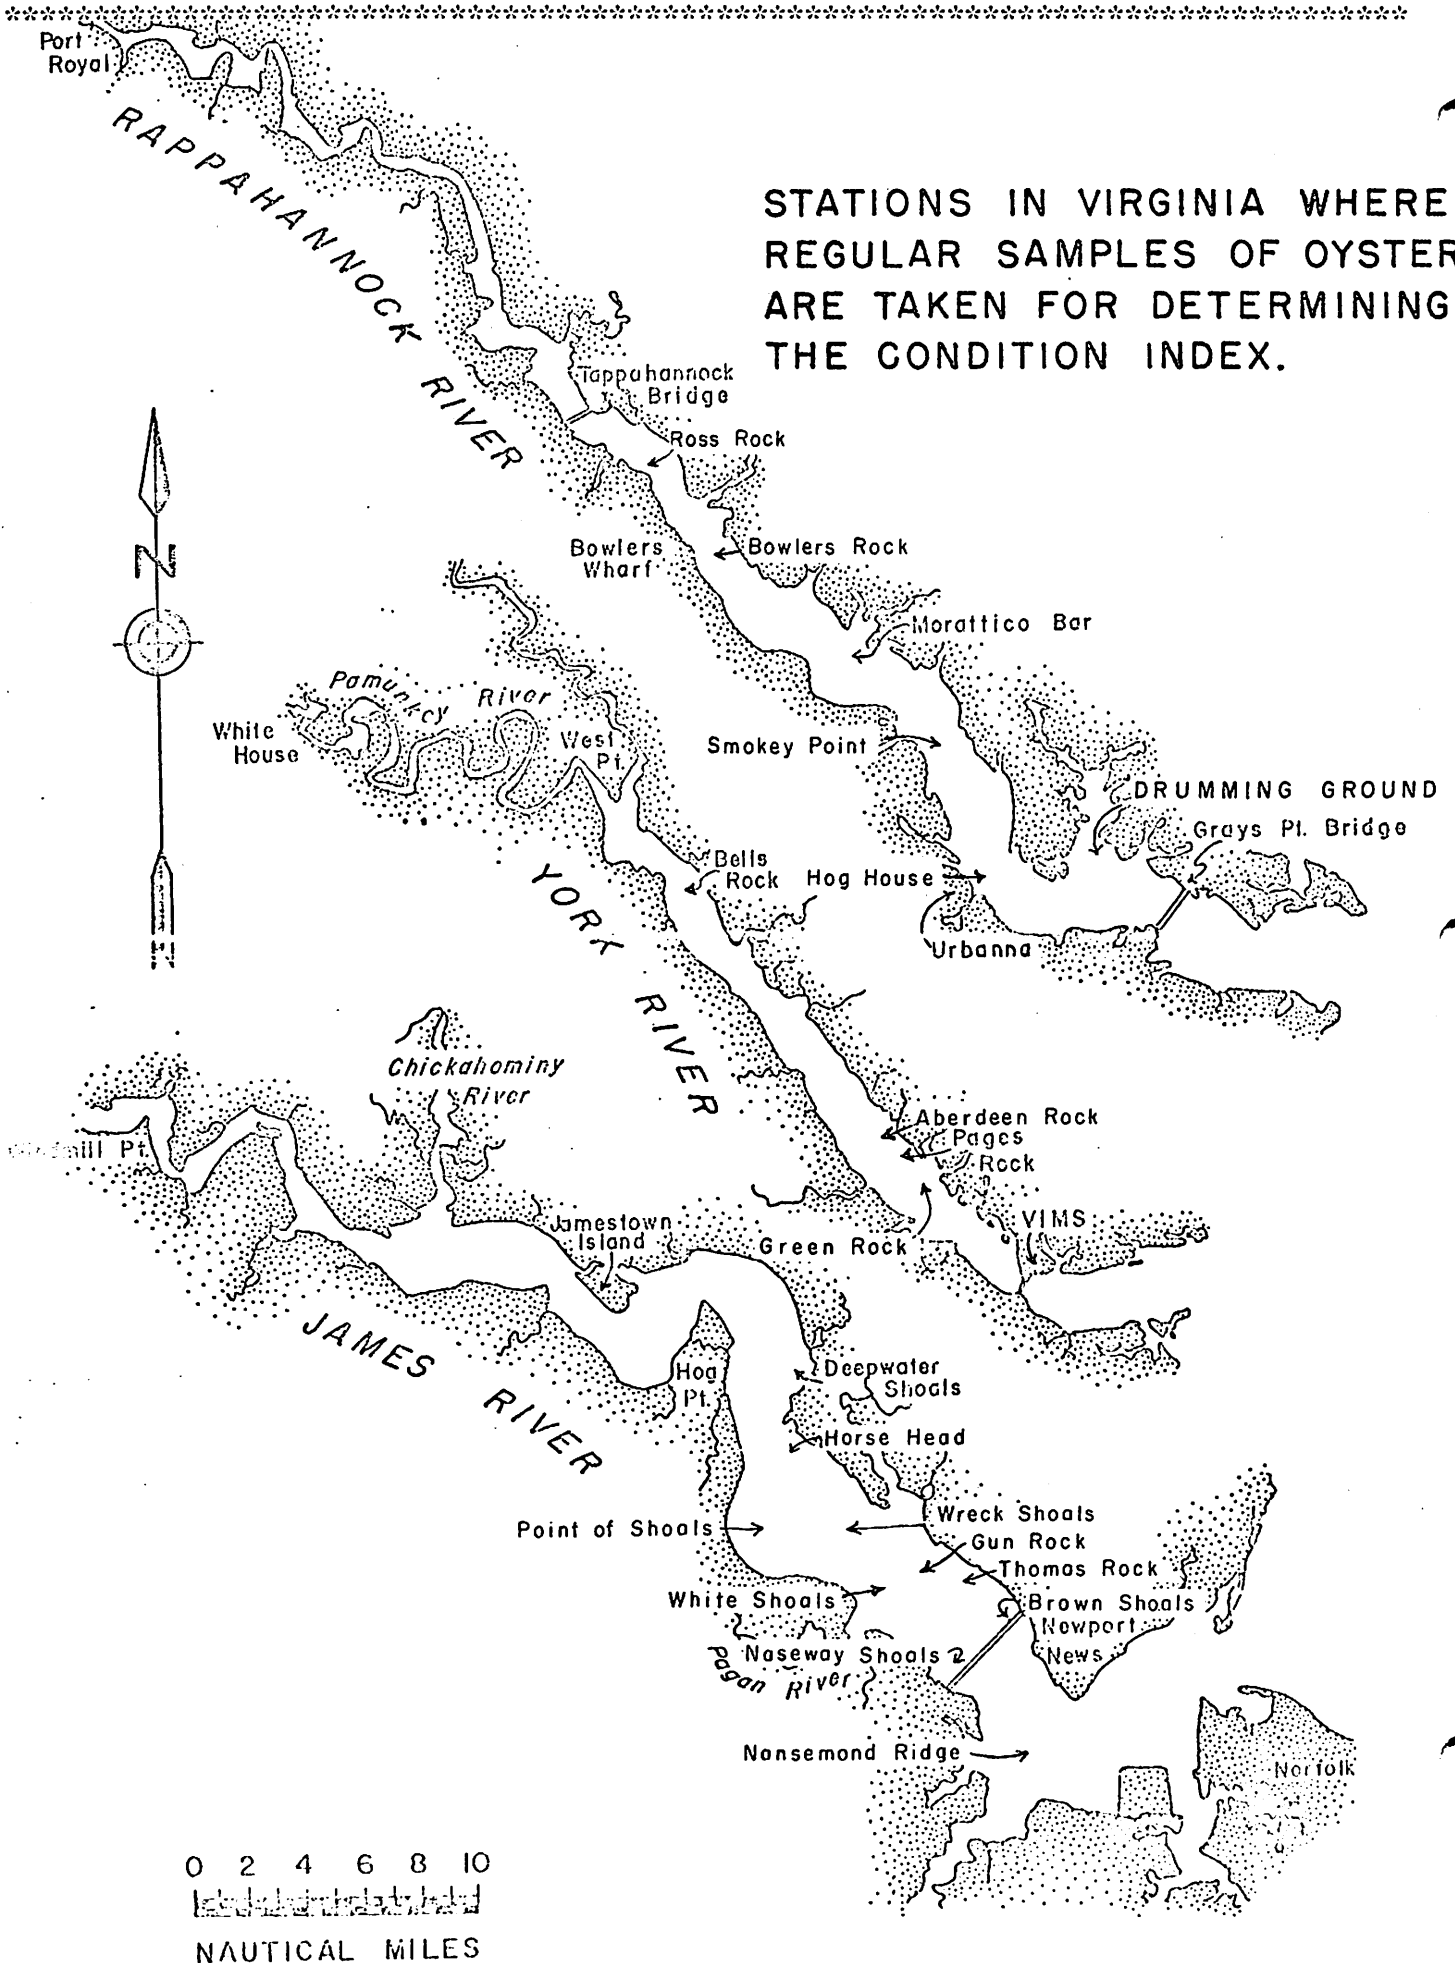 Port
Royal
RAPPAHANNOCK RIVER
STATIONS IN VIRGINIA WHERE
REGULAR SAMPLES OF OYSTER
ARE TAKEN FOR DETERMINING
THE CONDITION INDEX.
Tappahannock
Bridge
Ross Rock
Bowlers
Wharf
Bowlers Rock
Morattico Bar
N
Pamunkey River
White
House
West
Pt.
Smokey Point
DRUMMING GROUND
Grays Pt. Bridge
Bells
Rock
Hog House
Urbanna
YORK RIVER
Chickahominy
River
Aberdeen Rock
Pages
Rock
Pt.
VIMS
Jamestown
Island
Green Rock
JAMES RIVER
Hog
Pt.
Deepwater
Shoals
Horse Head
Point of Shoals
Wreck Shoals
Gun Rock
Thomas Rock
White Shoals
Brown Shoals
Newport
News
Naseway Shoals
Pagan River
Nansemond Ridge
Norfolk
0 2 4 6 8 10
NAUTICAL MILES